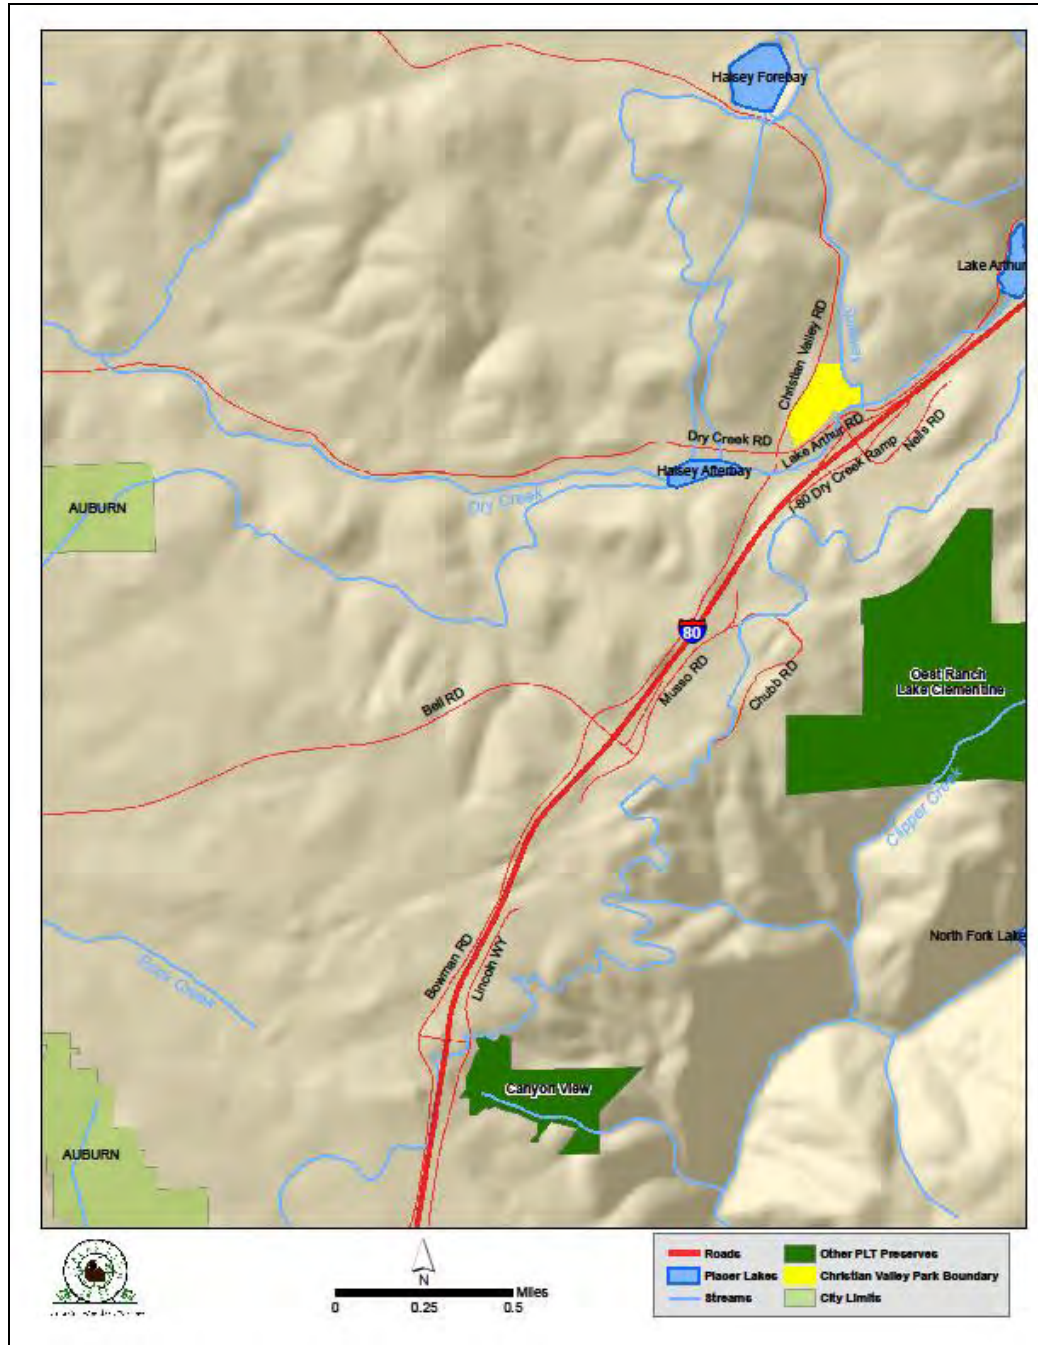 Halsey Forebay
Lake Arthur
Christian Valley RD
Dry Creek RD
Lake Arthur RD
Neils RD
Halsey Afterbay
I-80 Dry Creek Ramp
Dry Creek
AUBURN
80
Musso RD
Chubb RD
Oest Ranch
Lake Clementine
Bell RD
Clipper Creek
North Fork Lake
Bowman RD
Lincoln WY
Rock Creek
Canyon View
AUBURN
N
Miles
0 0.25 0.5
Roads
Placer Lakes
Streams
Other PLT Preserves
Christian Valley Park Boundary
City Limits